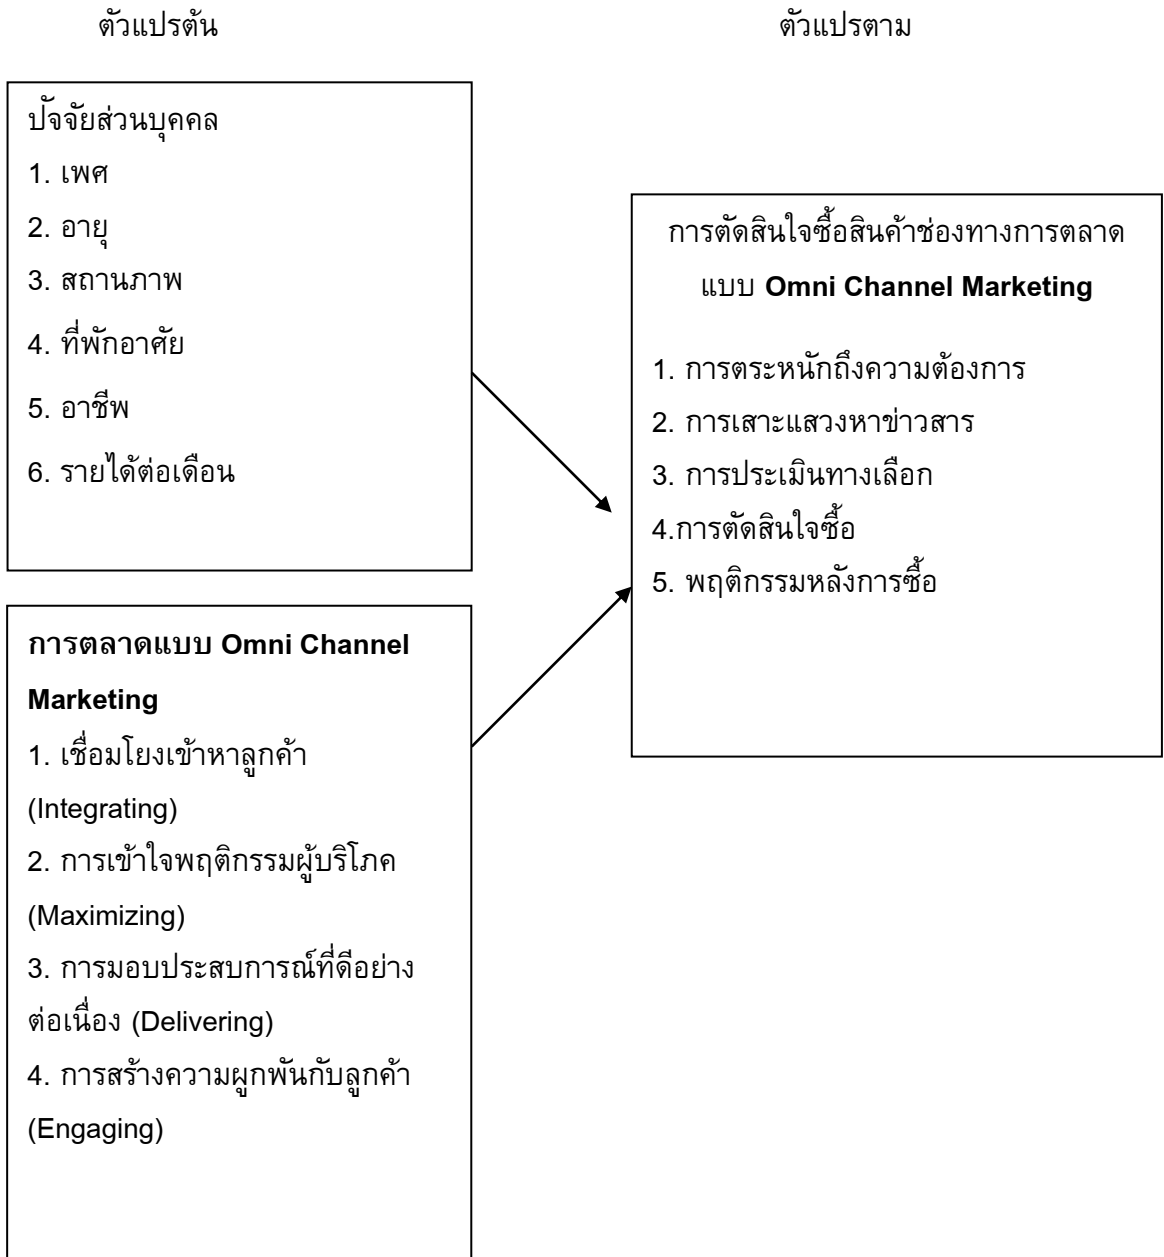 ตัวแปรต้น
ตัวแปรตาม
ปัจจัยส่วนบุคคล
1. เพศ
2. อายุ
3. สถานภาพ
4. ที่พักอาศัย
5. อาชีพ
6. รายได้ต่อเดือน
การตลาดแบบ Omni Channel
Marketing
1. เชื่อมโยงเข้าหาลูกค้า
(Integrating)
2. การเข้าใจพฤติกรรมผู้บริโภค
(Maximizing)
3. การมอบประสบการณ์ที่ดีอย่าง
ต่อเนื่อง (Delivering)
4. การสร้างความผูกพันกับลูกค้า
(Engaging)
การตัดสินใจซื้อสินค้าช่องทางการตลาด
แบบ Omni Channel Marketing
1. การตระหนักถึงความต้องการ
2. การเสาะแสวงหาข่าวสาร
3. การประเมินทางเลือก
4.การตัดสินใจซื้อ
5. พฤติกรรมหลังการซื้อ